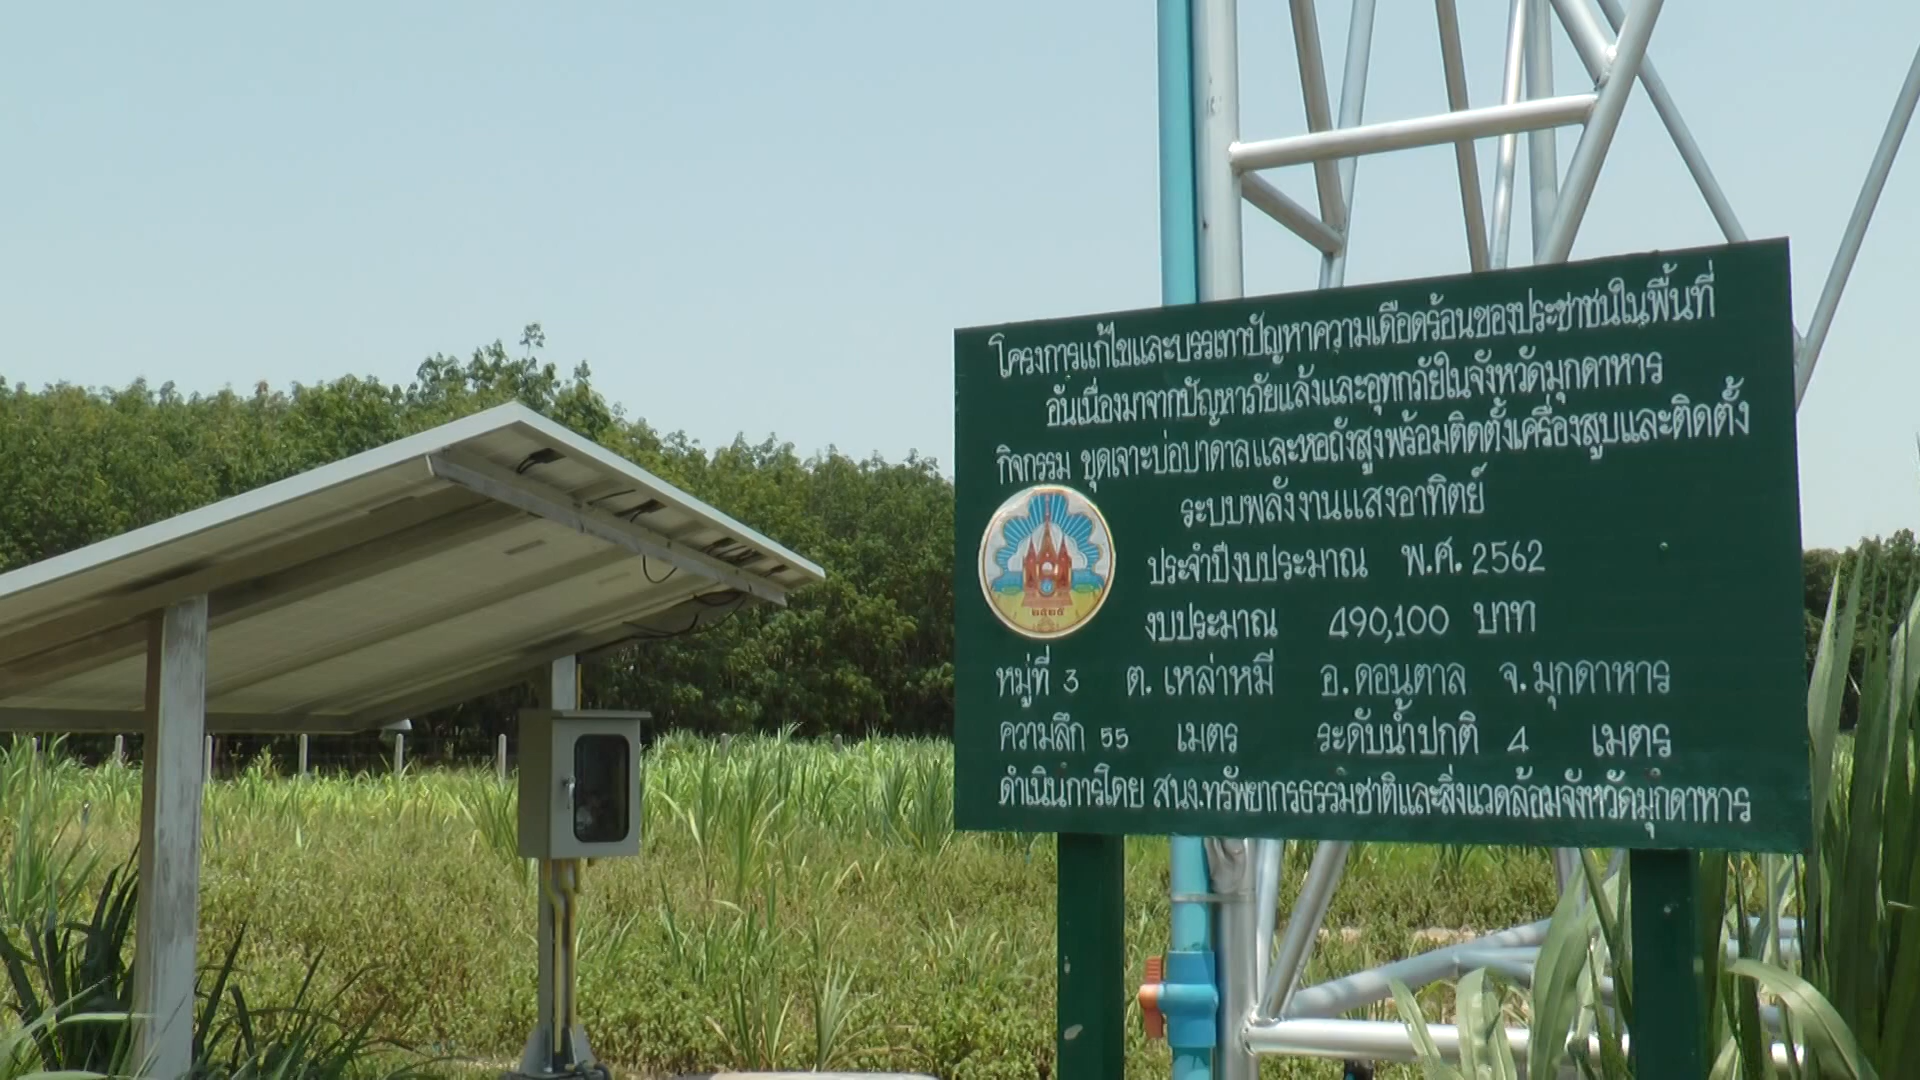 โครงการแก้ไขและบรรเทาปัญหาความเดือดร้อนของประชาชนในพื้นที่
อันเนื่องมาจากปัญหาภัยแล้งและอุทกภัยในจังหวัดมุกดาหาร
กิจกรรม ขุดเจาะบ่อบาดาลและหอถังสูงพร้อมติดตั้งเครื่องสูบและติดตั้ง
ระบบพลังงานแสงอาทิตย์
ประจำปีงบประมาณ พ.ศ. 2562
งบประมาณ 490,100 บาท
หมู่ที่ 3 ต. เหล่าหมี อ. ดอนตาล จ. มุกดาหาร
ความลึก 55 เมตร ระดับน้ำปกติ 4 เมตร
ดำเนินการโดย สนง.ทรัพยากรธรรมชาติและสิ่งแวดล้อมจังหวัดมุกดาหาร
๒๕๒๕